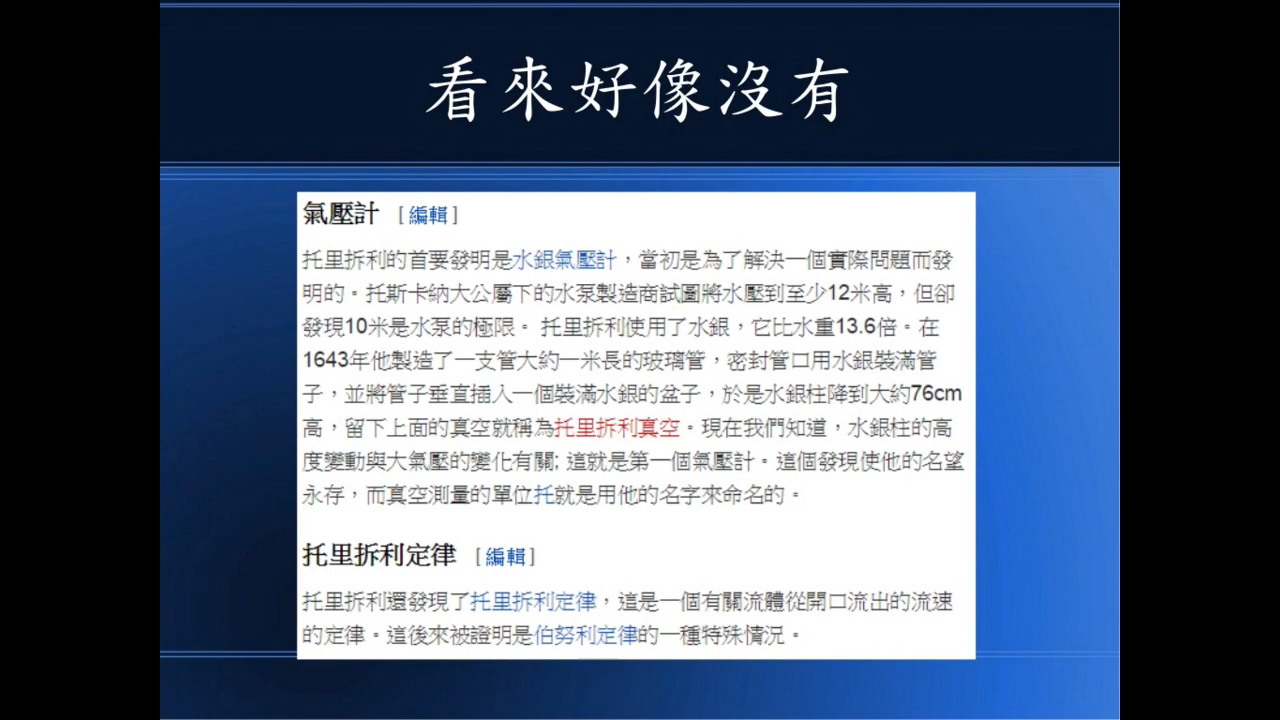 看來好像沒有
氣壓計 [編輯]
托里拆利的首要發明是水銀氣壓計，當初是為了解決一個實際問題而發
明的。托斯卡納大公屬下的水泵製造商試圖將水壓到至少12米高，但卻
發現10米是水泵的極限。 托里拆利使用了水銀，它比水重13.6倍。在
1643年他製造了一支管大約一米長的玻璃管，密封管口用水銀裝滿管
子，並將管子垂直插入一個裝滿水銀的盆子，於是水銀柱降到大約76cm
高，留下上面的真空就稱為托里拆利真空。現在我們知道，水銀柱的高
度變動與大氣壓的變化有關; 這就是第一個氣壓計。這個發現使他的名望
永存，而真空測量的單位托就是用他的名字來命名的。
托里拆利定律 [編輯]
托里拆利還發現了托里拆利定律，這是一個有關流體從開口流出的流速
的定律。這後來被證明是伯努利定律的一種特殊情況。